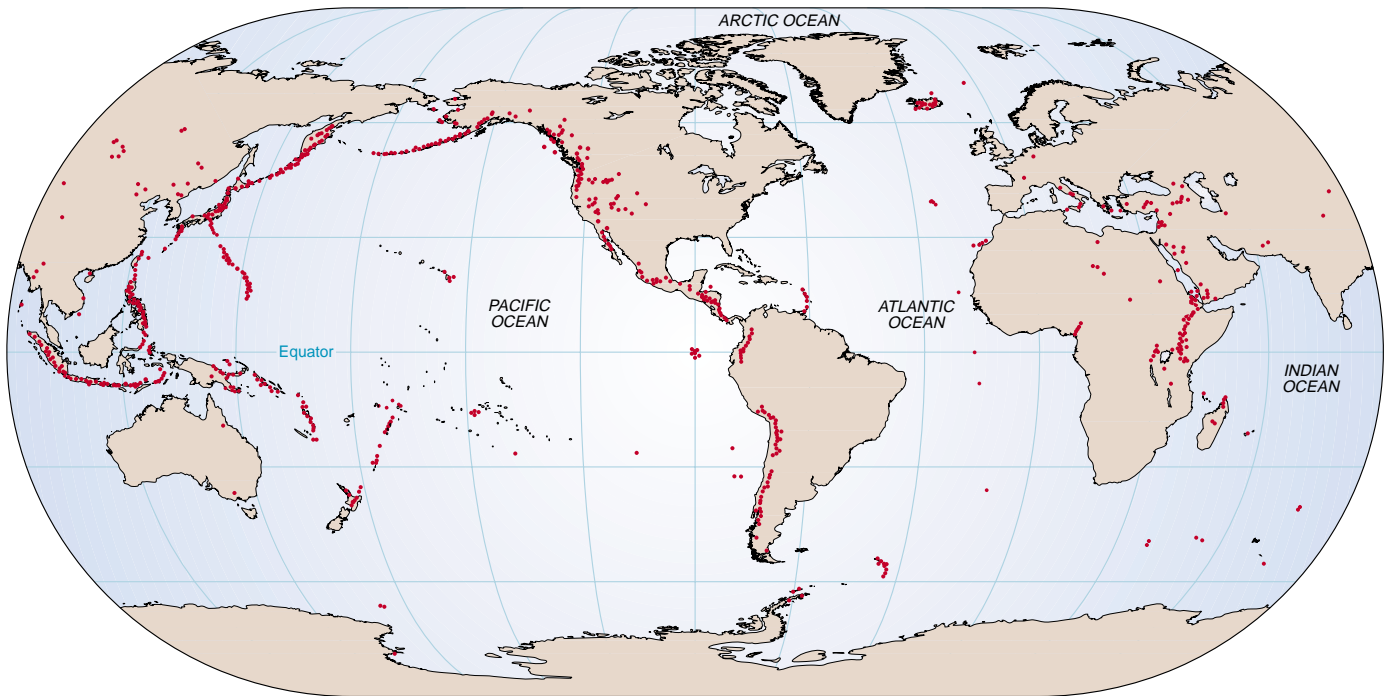 ARCTIC OCEAN
PACIFIC
OCEAN
ATLANTIC
OCEAN
Equator
INDIAN
OCEAN